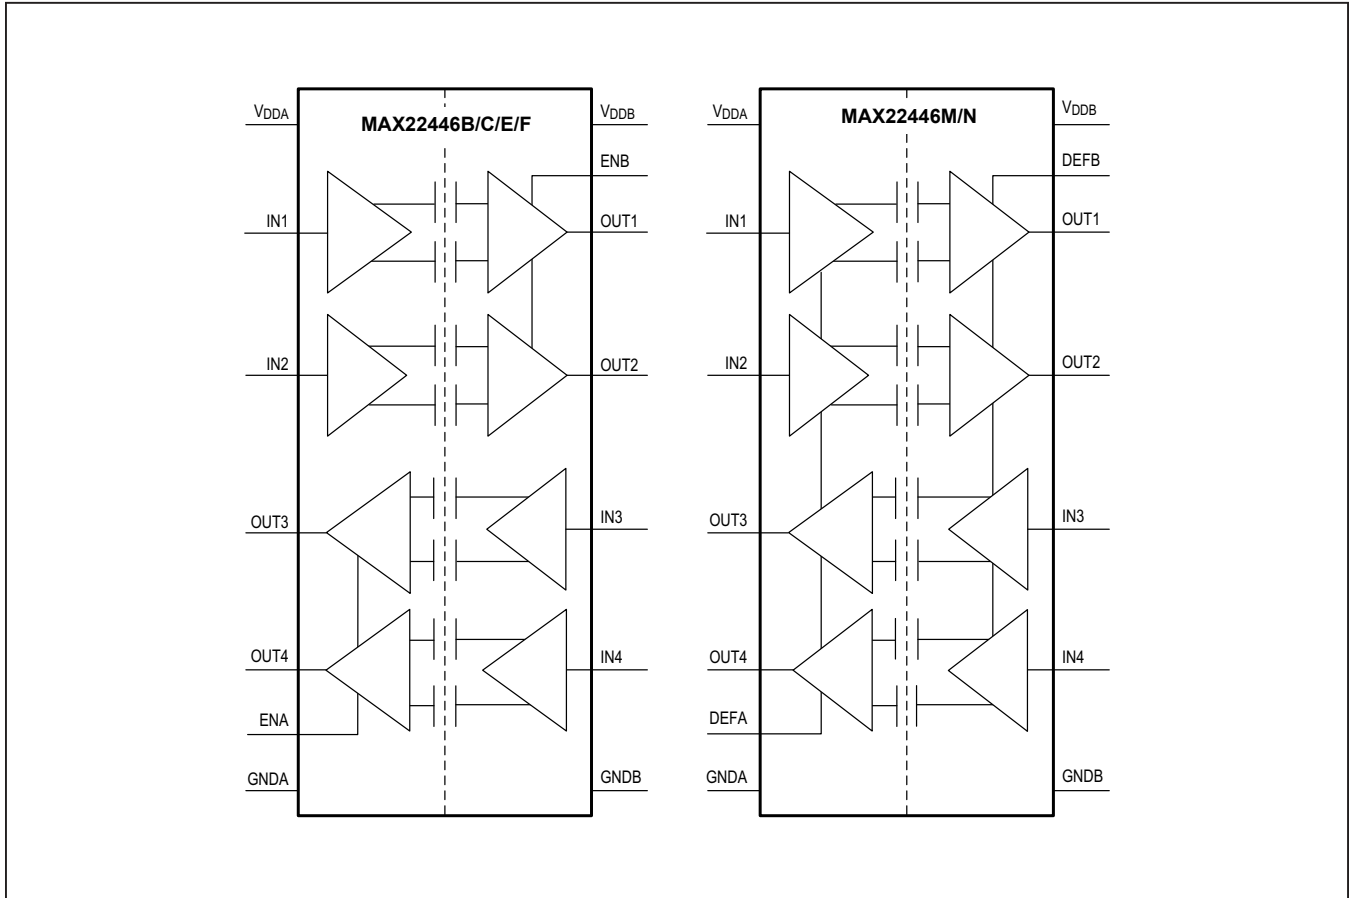 MAX22446B/C/E/F
VDDA
VDDB
ENB
IN1
OUT1
IN2
OUT2
OUT3
IN3
OUT4
IN4
ENA
GNDA
GNDB
MAX22446M/N
VDDA
VDDB
DEFB
IN1
OUT1
IN2
OUT2
OUT3
IN3
OUT4
IN4
DEFA
GNDA
GNDB